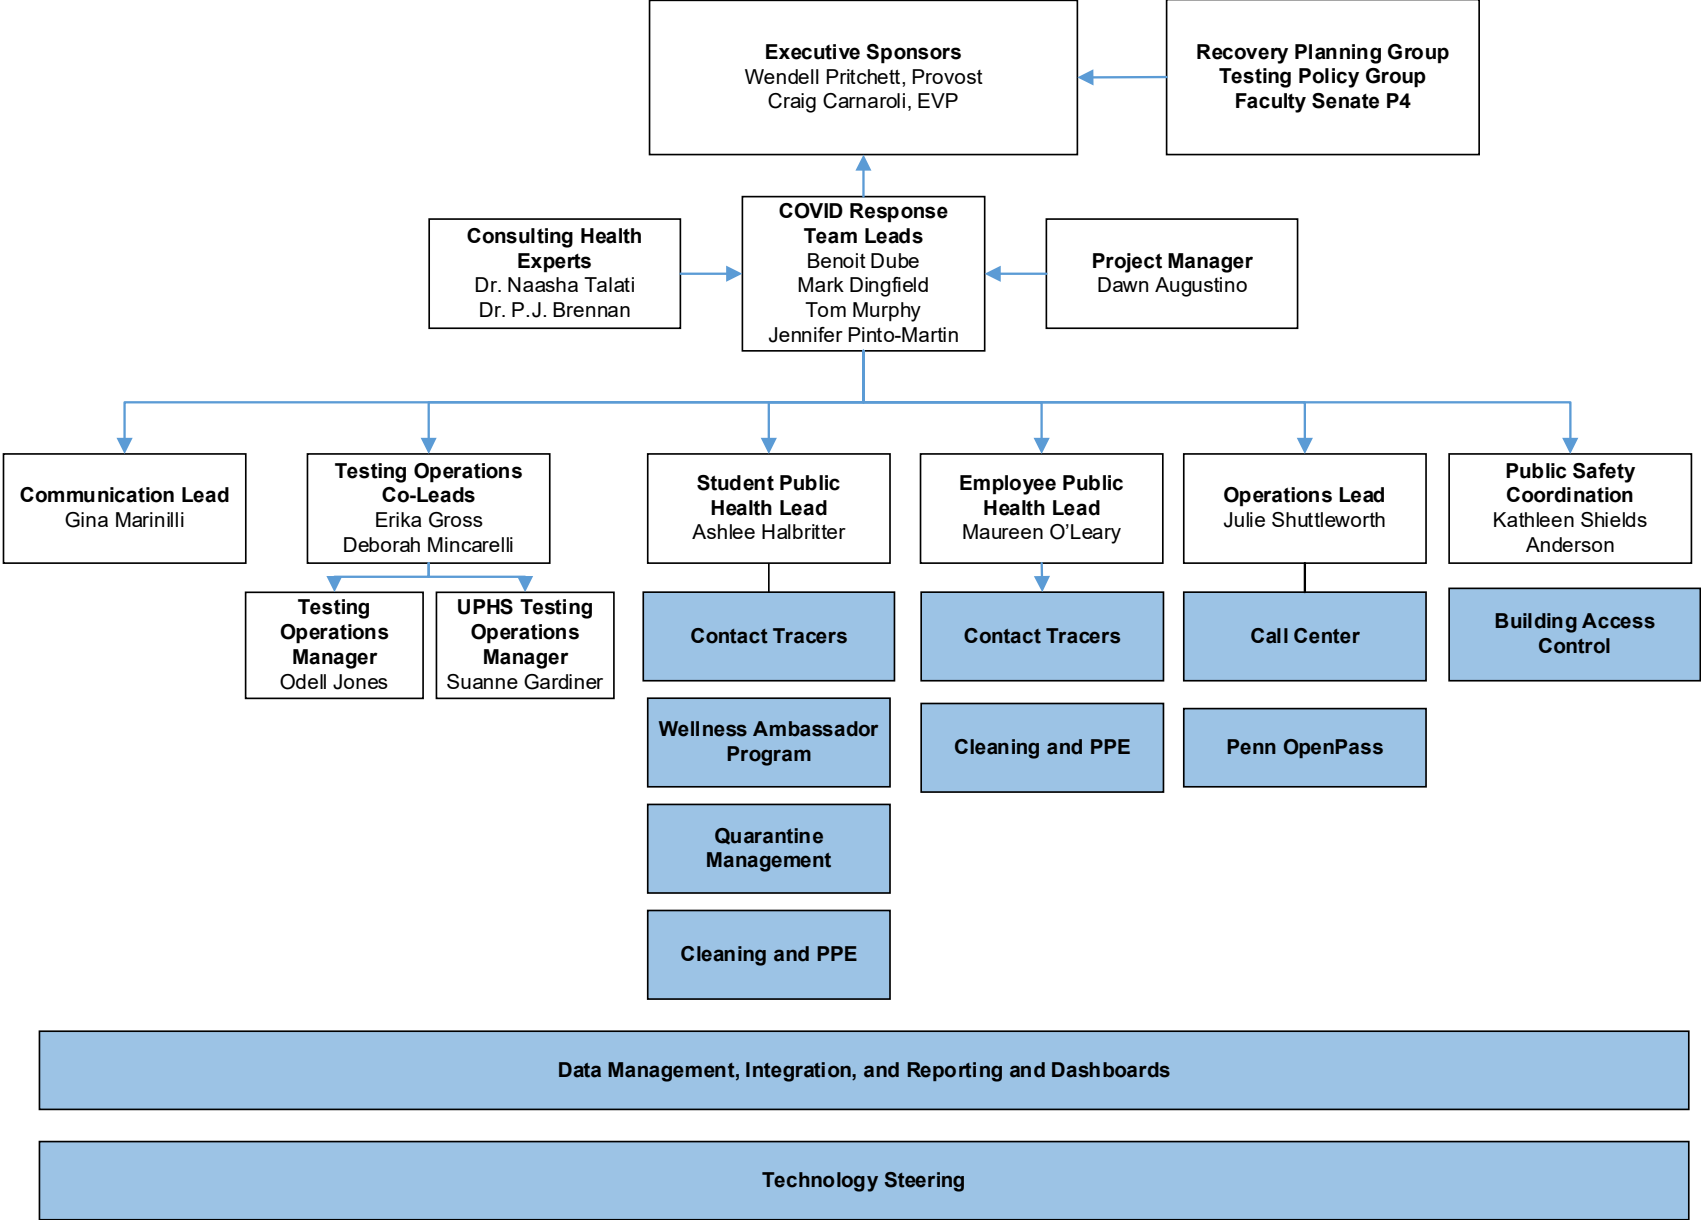 Executive Sponsors
Wendell Pritchett, Provost
Craig Carnaroli, EVP
Recovery Planning Group
Testing Policy Group
Faculty Senate P4
Consulting Health
Experts
Dr. Naasha Talati
Dr. P.J. Brennan
COVID Response
Team Leads
Benoit Dube
Mark Dingfield
Tom Murphy
Jennifer Pinto-Martin
Project Manager
Dawn Augustino
Communication Lead
Gina Marinilli
Testing Operations
Co-Leads
Erika Gross
Deborah Mincarelli
Student Public
Health Lead
Ashlee Halbritter
Employee Public
Health Lead
Maureen O’Leary
Operations Lead
Julie Shuttleworth
Public Safety
Coordination
Kathleen Shields
Anderson
Testing
Operations
Manager
Odell Jones
UPHS Testing
Operations
Manager
Suanne Gardiner
Contact Tracers
Contact Tracers
Call Center
Building Access
Control
Wellness Ambassador
Program
Cleaning and PPE
Penn OpenPass
Quarantine
Management
Cleaning and PPE
Data Management, Integration, and Reporting and Dashboards
Technology Steering